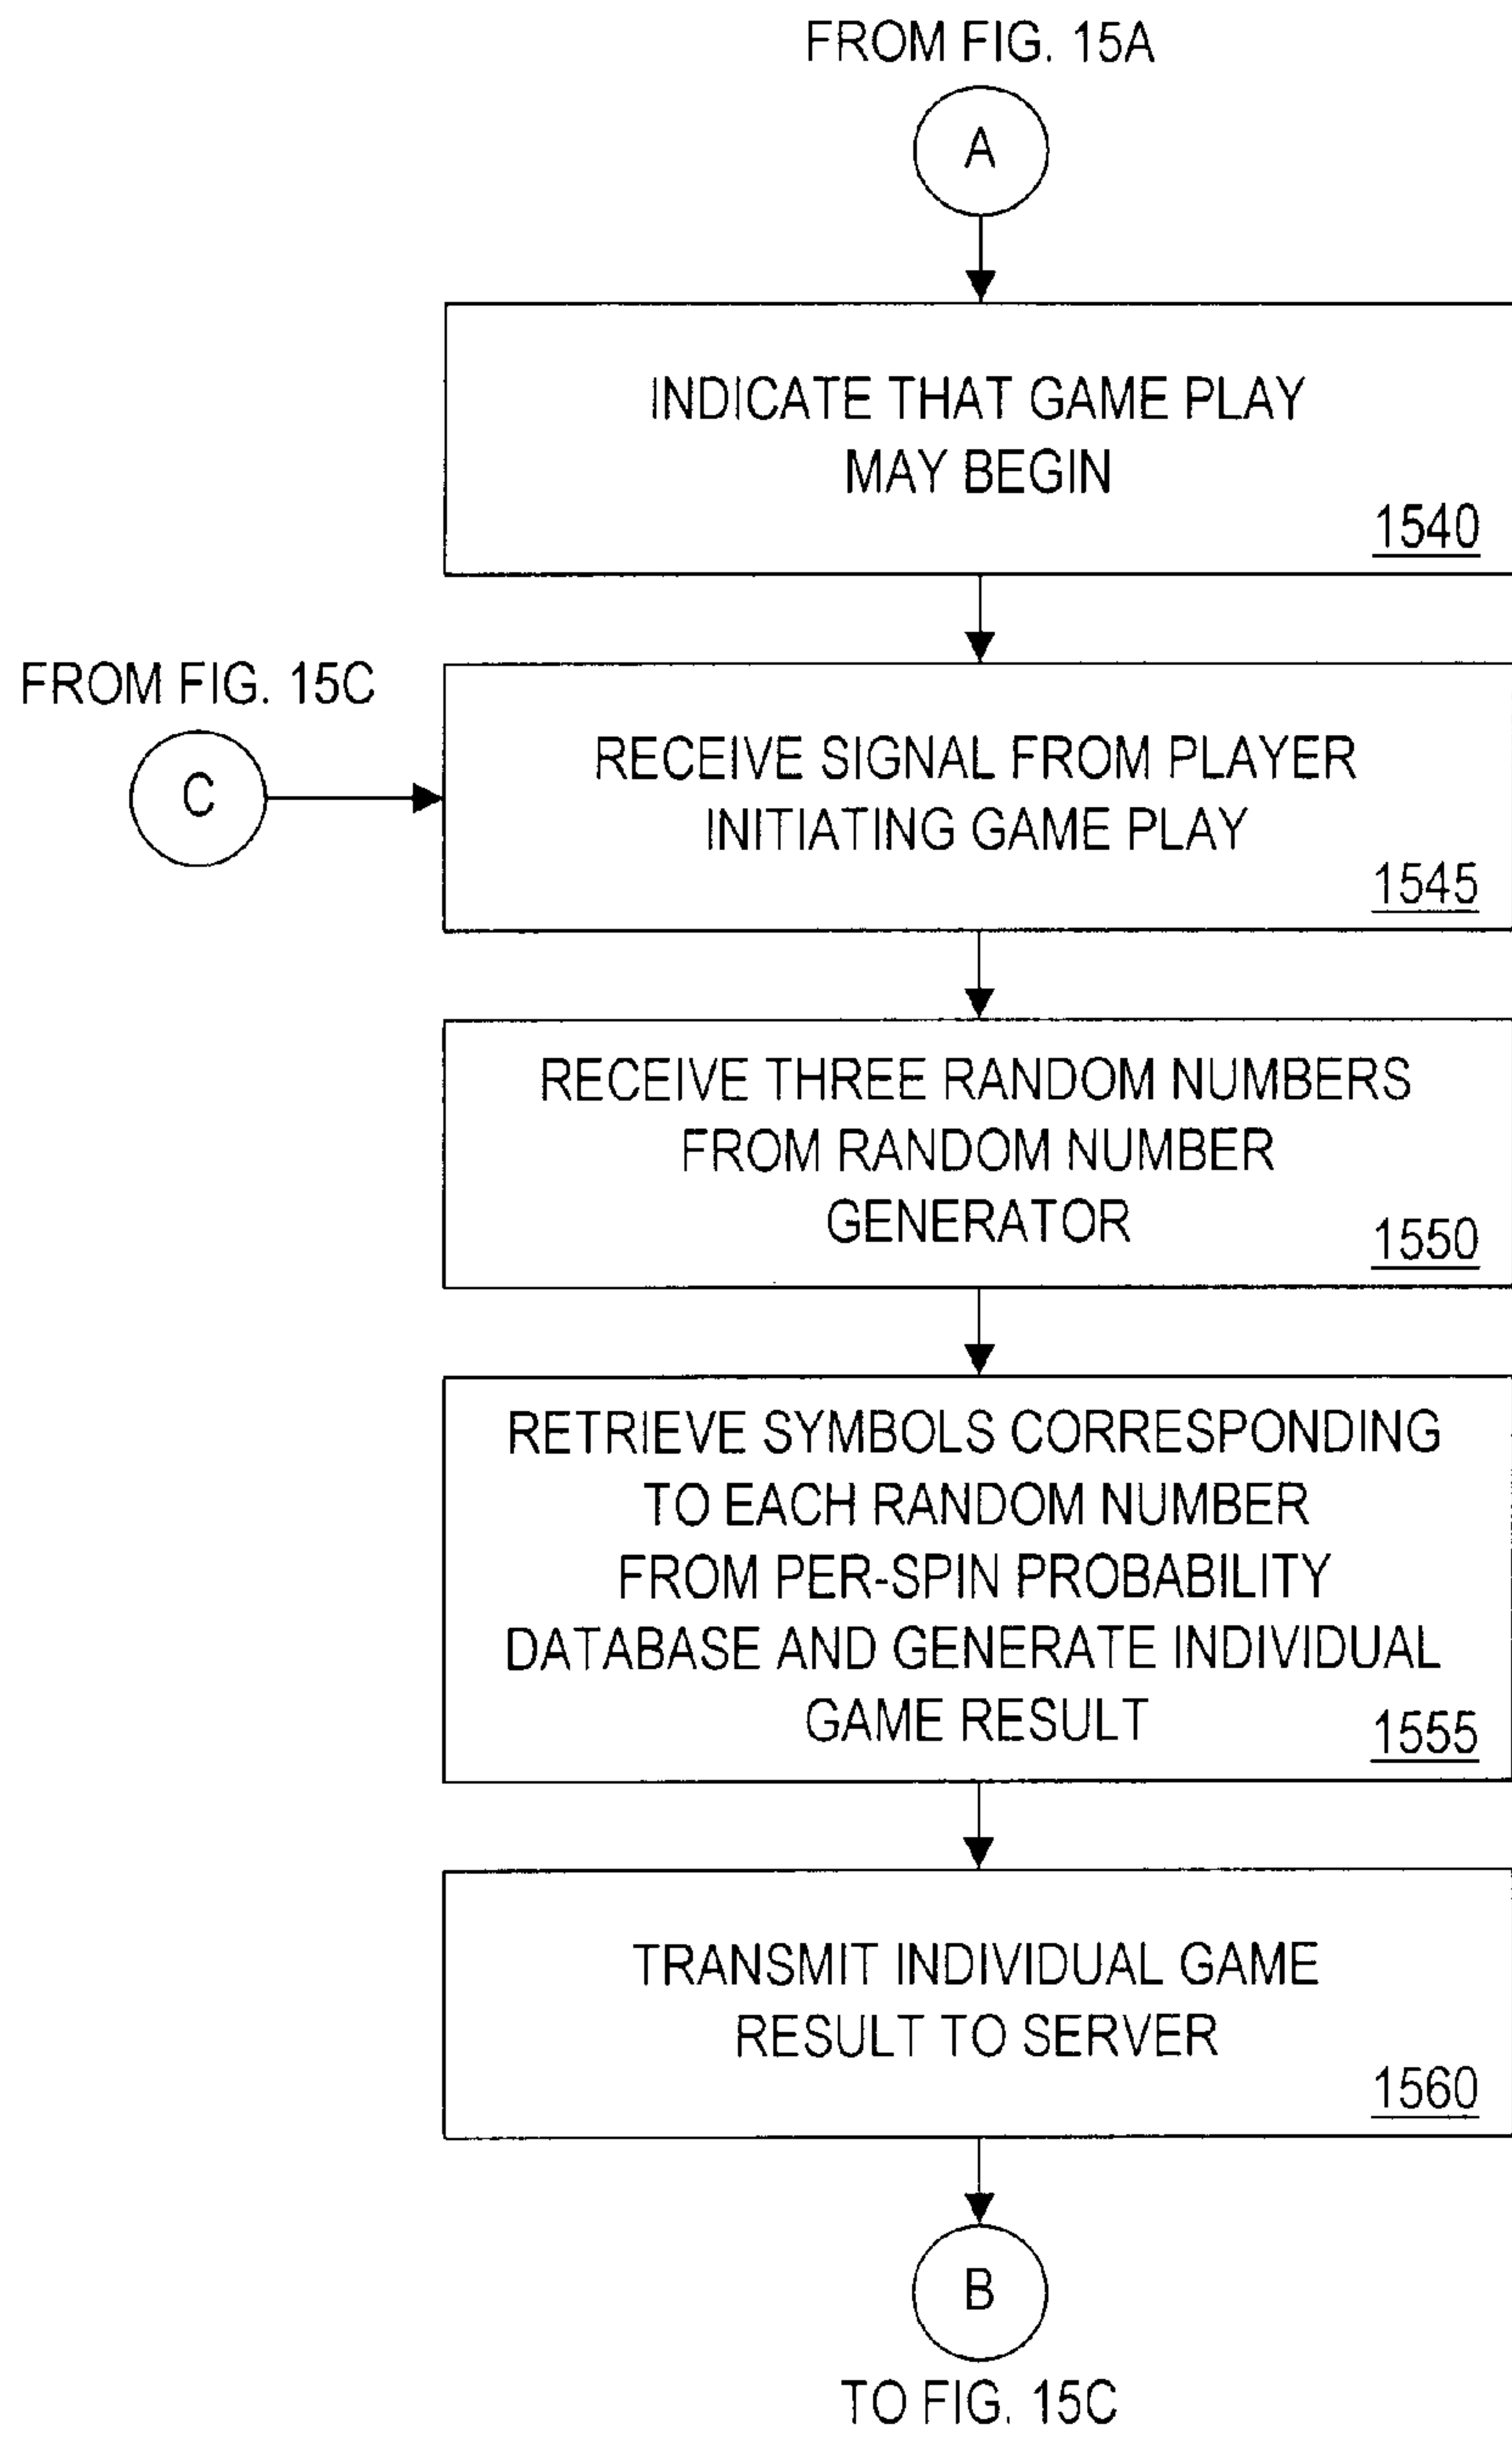 FROM FIG. 15A
A
INDICATE THAT GAME PLAY
MAY BEGIN
1540
FROM FIG. 15C
C
RECEIVE SIGNAL FROM PLAYER
INITIATING GAME PLAY
1545
RECEIVE THREE RANDOM NUMBERS
FROM RANDOM NUMBER
GENERATOR
1550
RETRIEVE SYMBOLS CORRESPONDING
TO EACH RANDOM NUMBER
FROM PER-SPIN PROBABILITY
DATABASE AND GENERATE INDIVIDUAL
GAME RESULT
1555
TRANSMIT INDIVIDUAL GAME
RESULT TO SERVER
1560
B
TO FIG. 15C